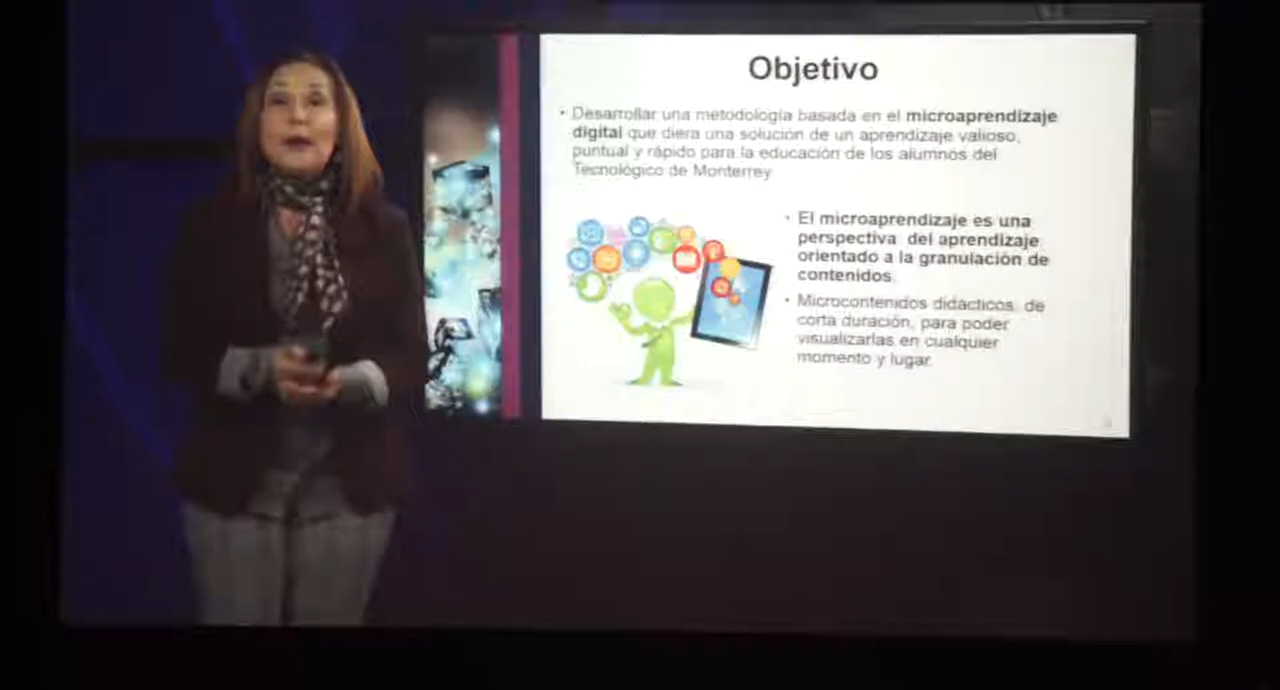 Objetivo
• Desarrollar una metodología basada en el microaprendizaje
digital que diera una solución de un aprendizaje valioso,
puntual y rápido para la educación de los alumnos del
Tecnológico de Monterrey
• El microaprendizaje es una
perspectiva del aprendizaje
orientado a la granulación de
contenidos.
• Microcontenidos didácticos, de
corta duración, para poder
visualizarlas en cualquier
momento y lugar.